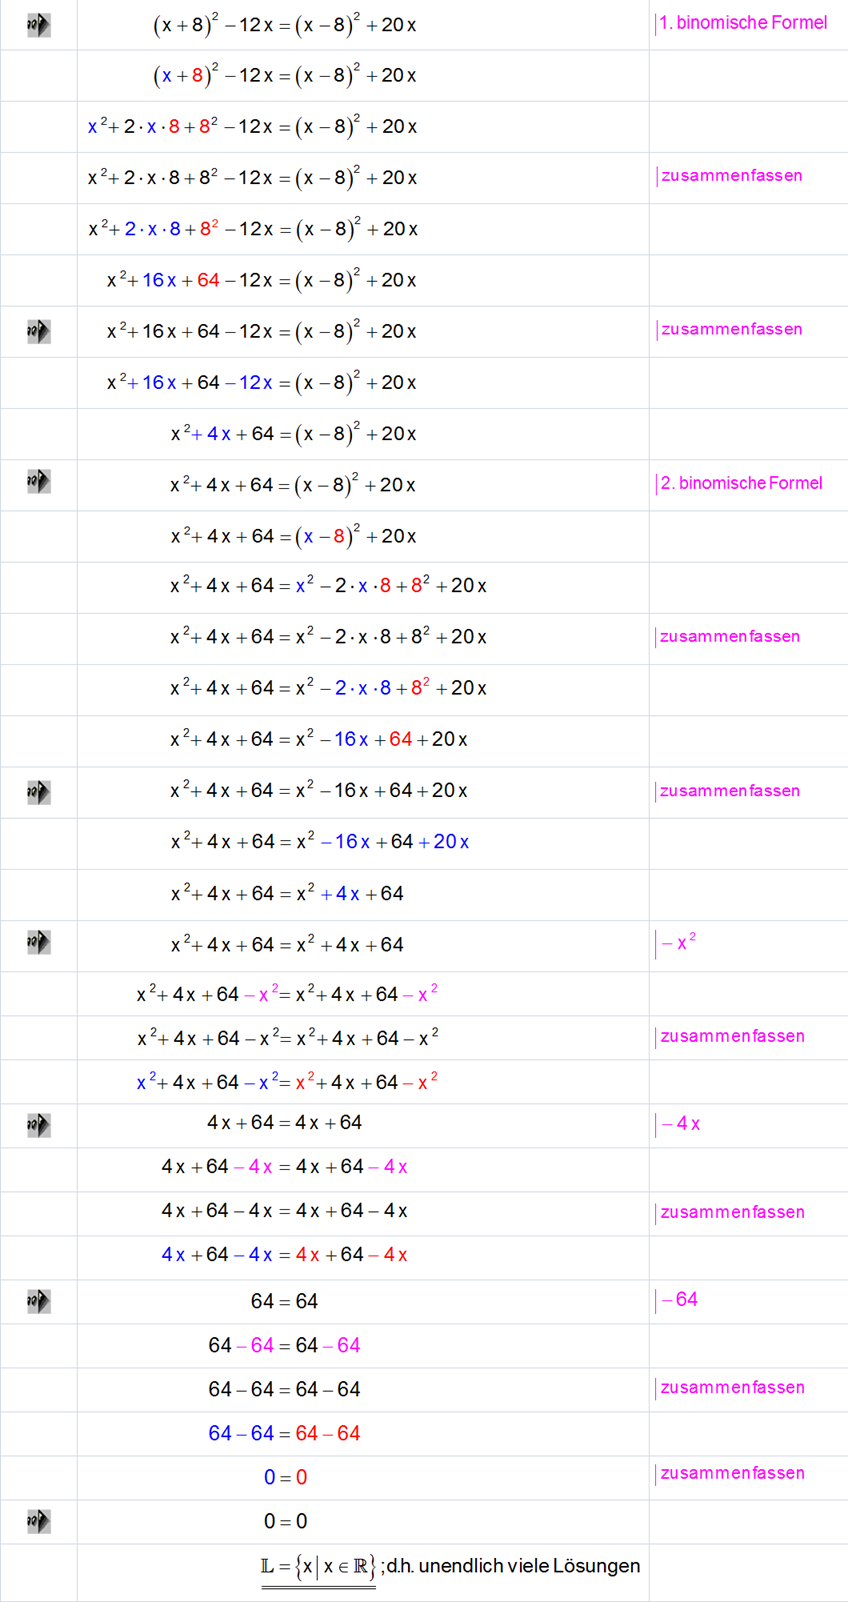 (x + 8)² − 12x = (x − 8)² + 20x |1. binomische Formel
(x + 8)² − 12x = (x − 8)² + 20x
x² + 2 · x · 8 + 8² − 12x = (x − 8)² + 20x
x² + 2 · x · 8 + 8² − 12x = (x − 8)² + 20x |zusammenfassen
x² + 2 · x · 8 + 8² − 12x = (x − 8)² + 20x
x² + 16x + 64 − 12x = (x − 8)² + 20x
x² + 16x + 64 − 12x = (x − 8)² + 20x |zusammenfassen
x² + 16x + 64 − 12x = (x − 8)² + 20x
x² + 4x + 64 = (x − 8)² + 20x
x² + 4x + 64 = (x − 8)² + 20x |2. binomische Formel
x² + 4x + 64 = (x − 8)² + 20x
x² + 4x + 64 = x² − 2 · x · 8 + 8² + 20x
x² + 4x + 64 = x² − 2 · x · 8 + 8² + 20x |zusammenfassen
x² + 4x + 64 = x² − 2 · x · 8 + 8² + 20x
x² + 4x + 64 = x² − 16x + 64 + 20x
x² + 4x + 64 = x² − 16x + 64 + 20x |zusammenfassen
x² + 4x + 64 = x² − 16x + 64 + 20x
x² + 4x + 64 = x² + 4x + 64
x² + 4x + 64 = x² + 4x + 64 |− x²
x² + 4x + 64 − x² = x² + 4x + 64 − x²
x² + 4x + 64 − x² = x² + 4x + 64 − x² |zusammenfassen
x² + 4x + 64 − x² = x² + 4x + 64 − x²
4x + 64 = 4x + 64 |− 4x
4x + 64 − 4x = 4x + 64 − 4x
4x + 64 − 4x = 4x + 64 − 4x |zusammenfassen
4x + 64 − 4x = 4x + 64 − 4x
64 = 64 |− 64
64 − 64 = 64 − 64
64 − 64 = 64 − 64 |zusammenfassen
64 − 64 = 64 − 64
0 = 0 |zusammenfassen
0 = 0
𝕃 = {x | x ∈ ℝ} ;d.h. unendlich viele Lösungen